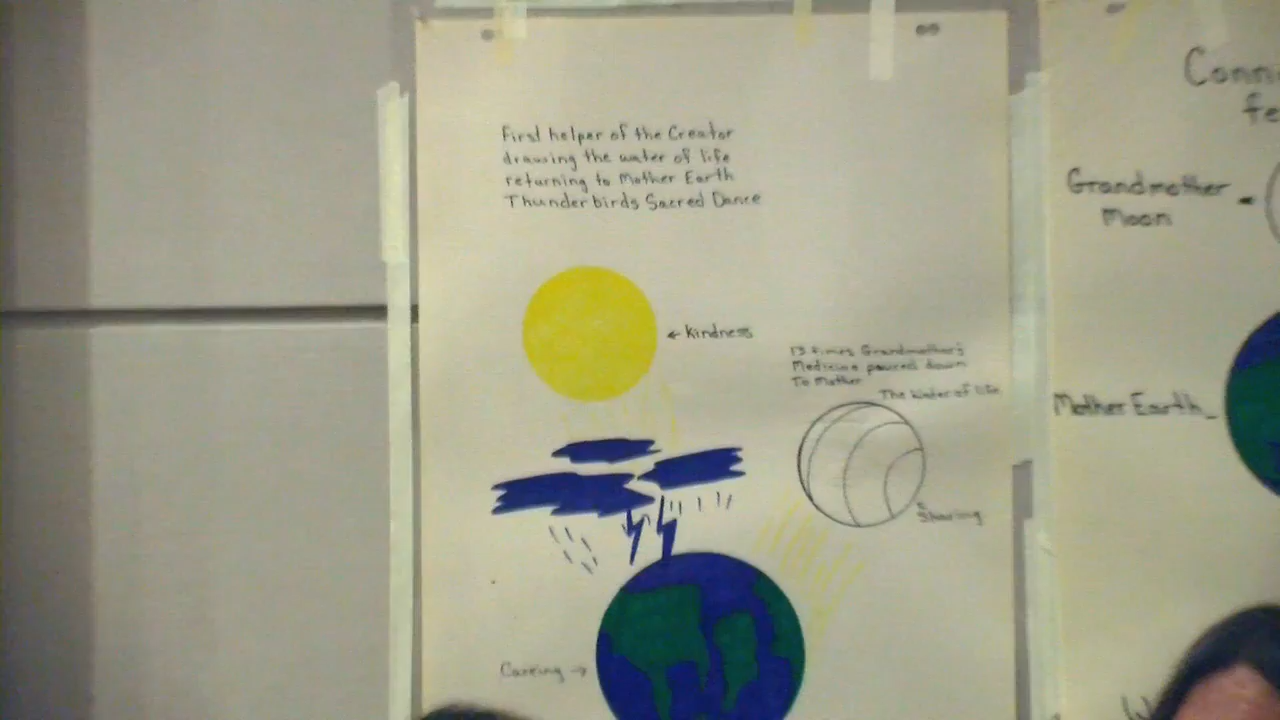 First helper of the Creator
drawing the water of life
returning to Mother Earth
Thunderbirds Sacred Dance
← Kindness
13 times Grandmother's
Medicine poured down
To Mother
The Water of life
Sharing
Carring →
Grandmother
Moon
Mother Earth